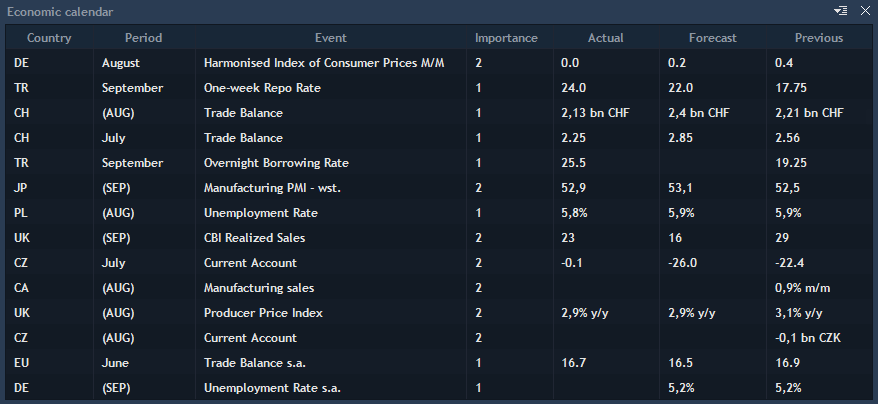 Economic calendar
Country Period Event Importance Actual Forecast Previous
DE August Harmonised Index of Consumer Prices M/M 2 0.0 0.2 0.4
TR September One-week Repo Rate 1 24.0 22.0 17.75
CH (AUG) Trade Balance 1 2,13 bn CHF 2,4 bn CHF 2,21 bn CHF
CH July Trade Balance 1 2.25 2.85 2.56
TR September Overnight Borrowing Rate 1 25.5 19.25
JP (SEP) Manufacturing PMI - wst. 2 52,9 53,1 52,5
PL (AUG) Unemployment Rate 1 5,8% 5,9% 5,9%
UK (SEP) CBI Realized Sales 2 23 16 29
CZ July Current Account 2 -0.1 -26.0 -22.4
CA (AUG) Manufacturing sales 2 0,9% m/m
UK (AUG) Producer Price Index 2 2,9% y/y 2,9% y/y 3,1% y/y
CZ (AUG) Current Account 2 -0,1 bn CZK
EU June Trade Balance s.a. 1 16.7 16.5 16.9
DE (SEP) Unemployment Rate s.a. 1 5,2% 5,2%